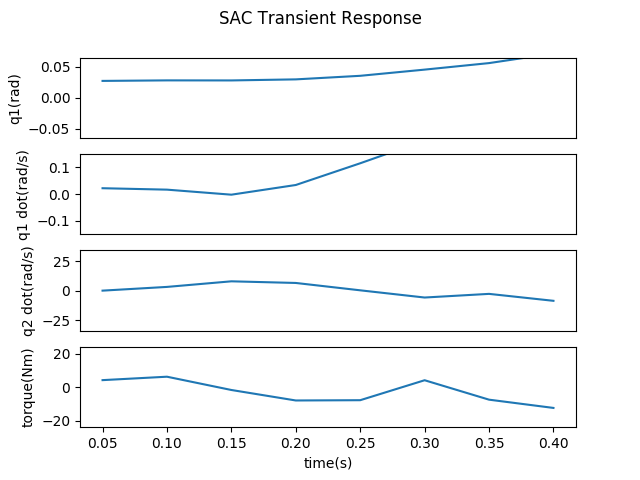 SAC Transient Response
0.05
0.00
−0.05
q1(rad)
0.1
0.0
−0.1
q1 dot(rad/s)
25
0
−25
q2 dot(rad/s)
20
0
−20
torque(Nm)
0.05 0.10 0.15 0.20 0.25 0.30 0.35 0.40
time(s)